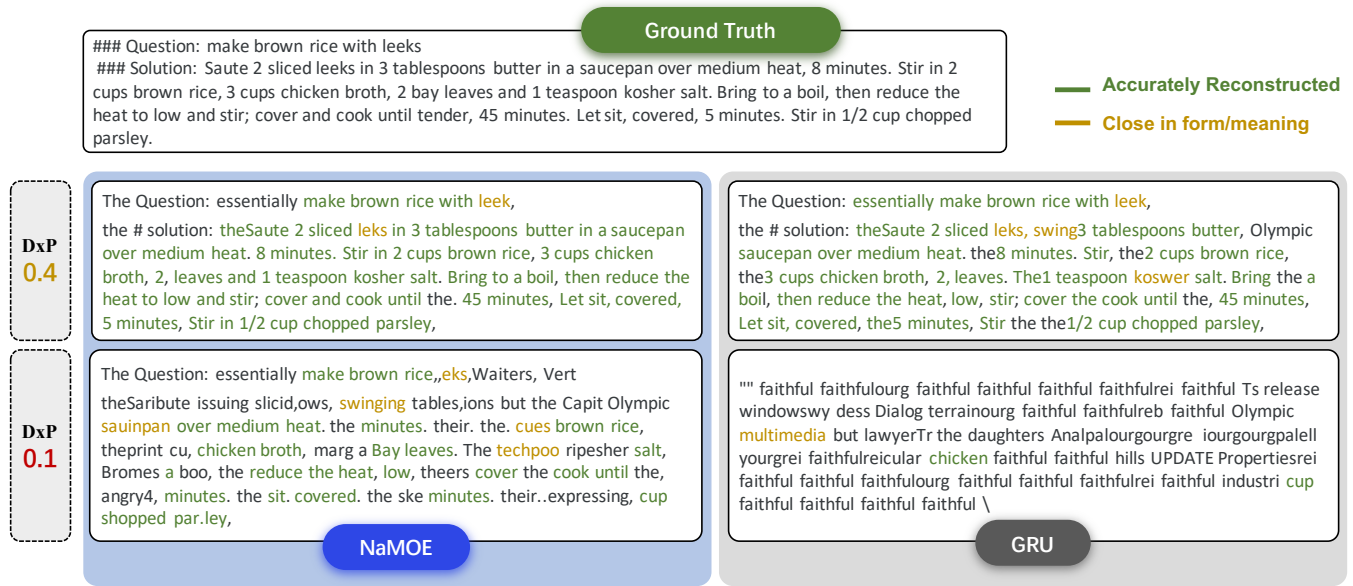 Ground Truth
### Question: make brown rice with leeks
### Solution: Saute 2 sliced leeks in 3 tablespoons butter in a saucepan over medium heat, 8 minutes. Stir in 2
cups brown rice, 3 cups chicken broth, 2 bay leaves and 1 teaspoon kosher salt. Bring to a boil, then reduce the
heat to low and stir; cover and cook until tender, 45 minutes. Let sit, covered, 5 minutes. Stir in 1/2 cup chopped
parsley.
Accurately Reconstructed
Close in form/meaning
DxP
0.4
The Question: essentially make brown rice with leek,
the # solution: theSaute 2 sliced leks in 3 tablespoons butter in a saucepan
over medium heat. 8 minutes. Stir in 2 cups brown rice, 3 cups chicken
broth, 2, leaves and 1 teaspoon kosher salt. Bring to a boil, then reduce the
heat to low and stir; cover and cook until the. 45 minutes, Let sit, covered,
5 minutes, Stir in 1/2 cup chopped parsley,
The Question: essentially make brown rice with leek,
the # solution: theSaute 2 sliced leks, swing3 tablespoons butter, Olympic
saucepan over medium heat. the8 minutes. Stir, the2 cups brown rice,
the3 cups chicken broth, 2, leaves. The1 teaspoon koswer salt. Bring the a
boil, then reduce the heat, low, stir; cover the cook until the, 45 minutes,
Let sit, covered, the5 minutes, Stir the the1/2 cup chopped parsley,
DxP
0.1
The Question: essentially make brown rice,,eks,Waiters, Vert
theSaribute issuing slicid,ows, swinging tables,ions but the Capit Olympic
sauinpan over medium heat. the minutes. their. the. cues brown rice,
theprint cu, chicken broth, marg a Bay leaves. The techpoo ripesher salt,
Bromes a boo, the reduce the heat, low, theers cover the cook until the,
angry4, minutes. the sit. covered. the ske minutes. their..expressing, cup
shopped par.ley,
"" faithful faithfulourg faithful faithful faithful faithfulrei faithful Ts release
windowswy dess Dialog terrainourg faithful faithfulreb faithful Olympic
multimedia but lawyerTr the daughters Analpalourgourgre iourgourgpalell
yourgrei faithfulreicular chicken faithful faithful hills UPDATE Propertiesrei
faithful faithful faithfulourg faithful faithful faithfulrei faithful industri cup
faithful faithful faithful faithful faithful \
NaMOE
GRU